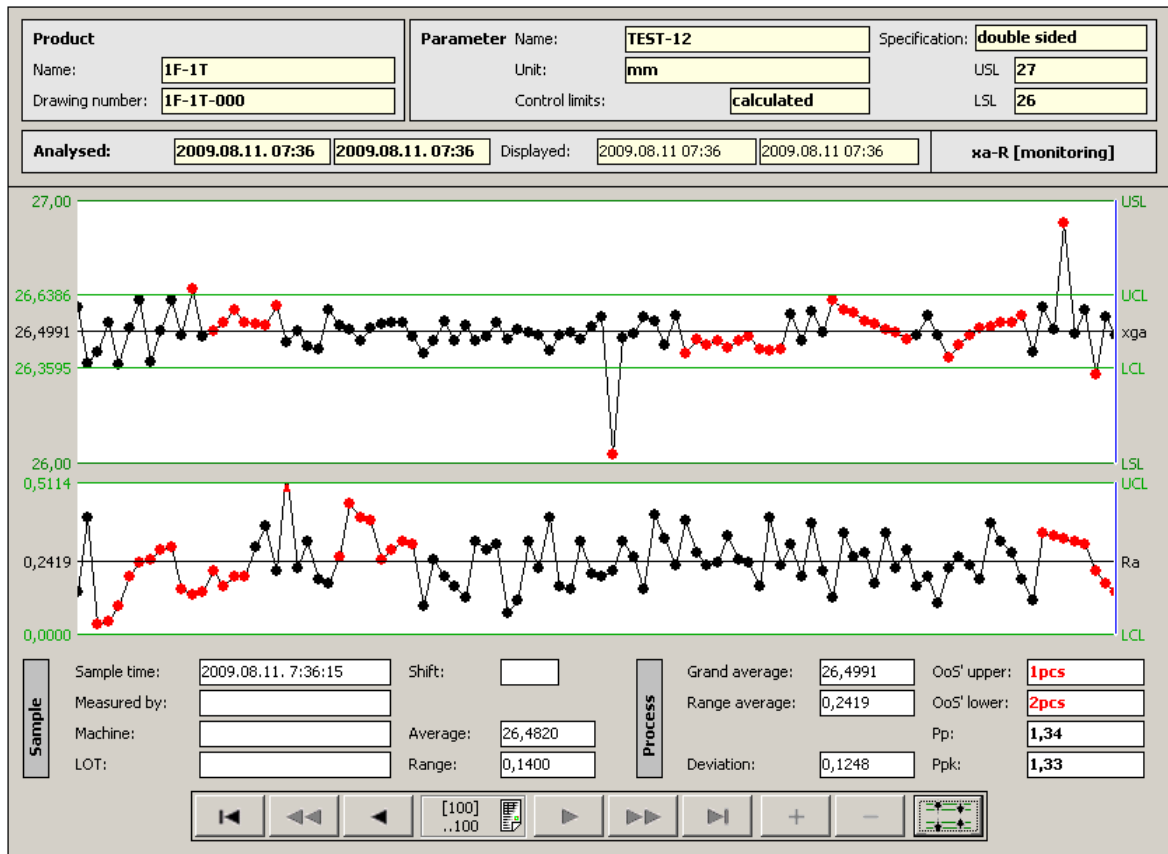 Product
Name: 1F-1T
Drawing number: 1F-1T-000
Parameter Name: TEST-12
Unit: mm
Control limits: calculated
Specification: double sided
USL 27
LSL 26
Analysed: 2009.08.11. 07:36 2009.08.11. 07:36 Displayed: 2009.08.11 07:36 2009.08.11 07:36 xa-R [monitoring]
27,00 USL
26,6386 UCL
26,4991 xga
26,3595 LCL
26,00 LSL
0,5114 UCL
0,2419 Ra
0,0000 LCL
Sample
Sample time: 2009.08.11. 7:36:15 Shift:
Measured by:
Machine: Average: 26,4820
LOT: Range: 0,1400
Process
Grand average: 26,4991 OoS' upper: 1pcs
Range average: 0,2419 OoS' lower: 2pcs
Pp: 1,34
Deviation: 0,1248 Ppk: 1,33
[100]
..100